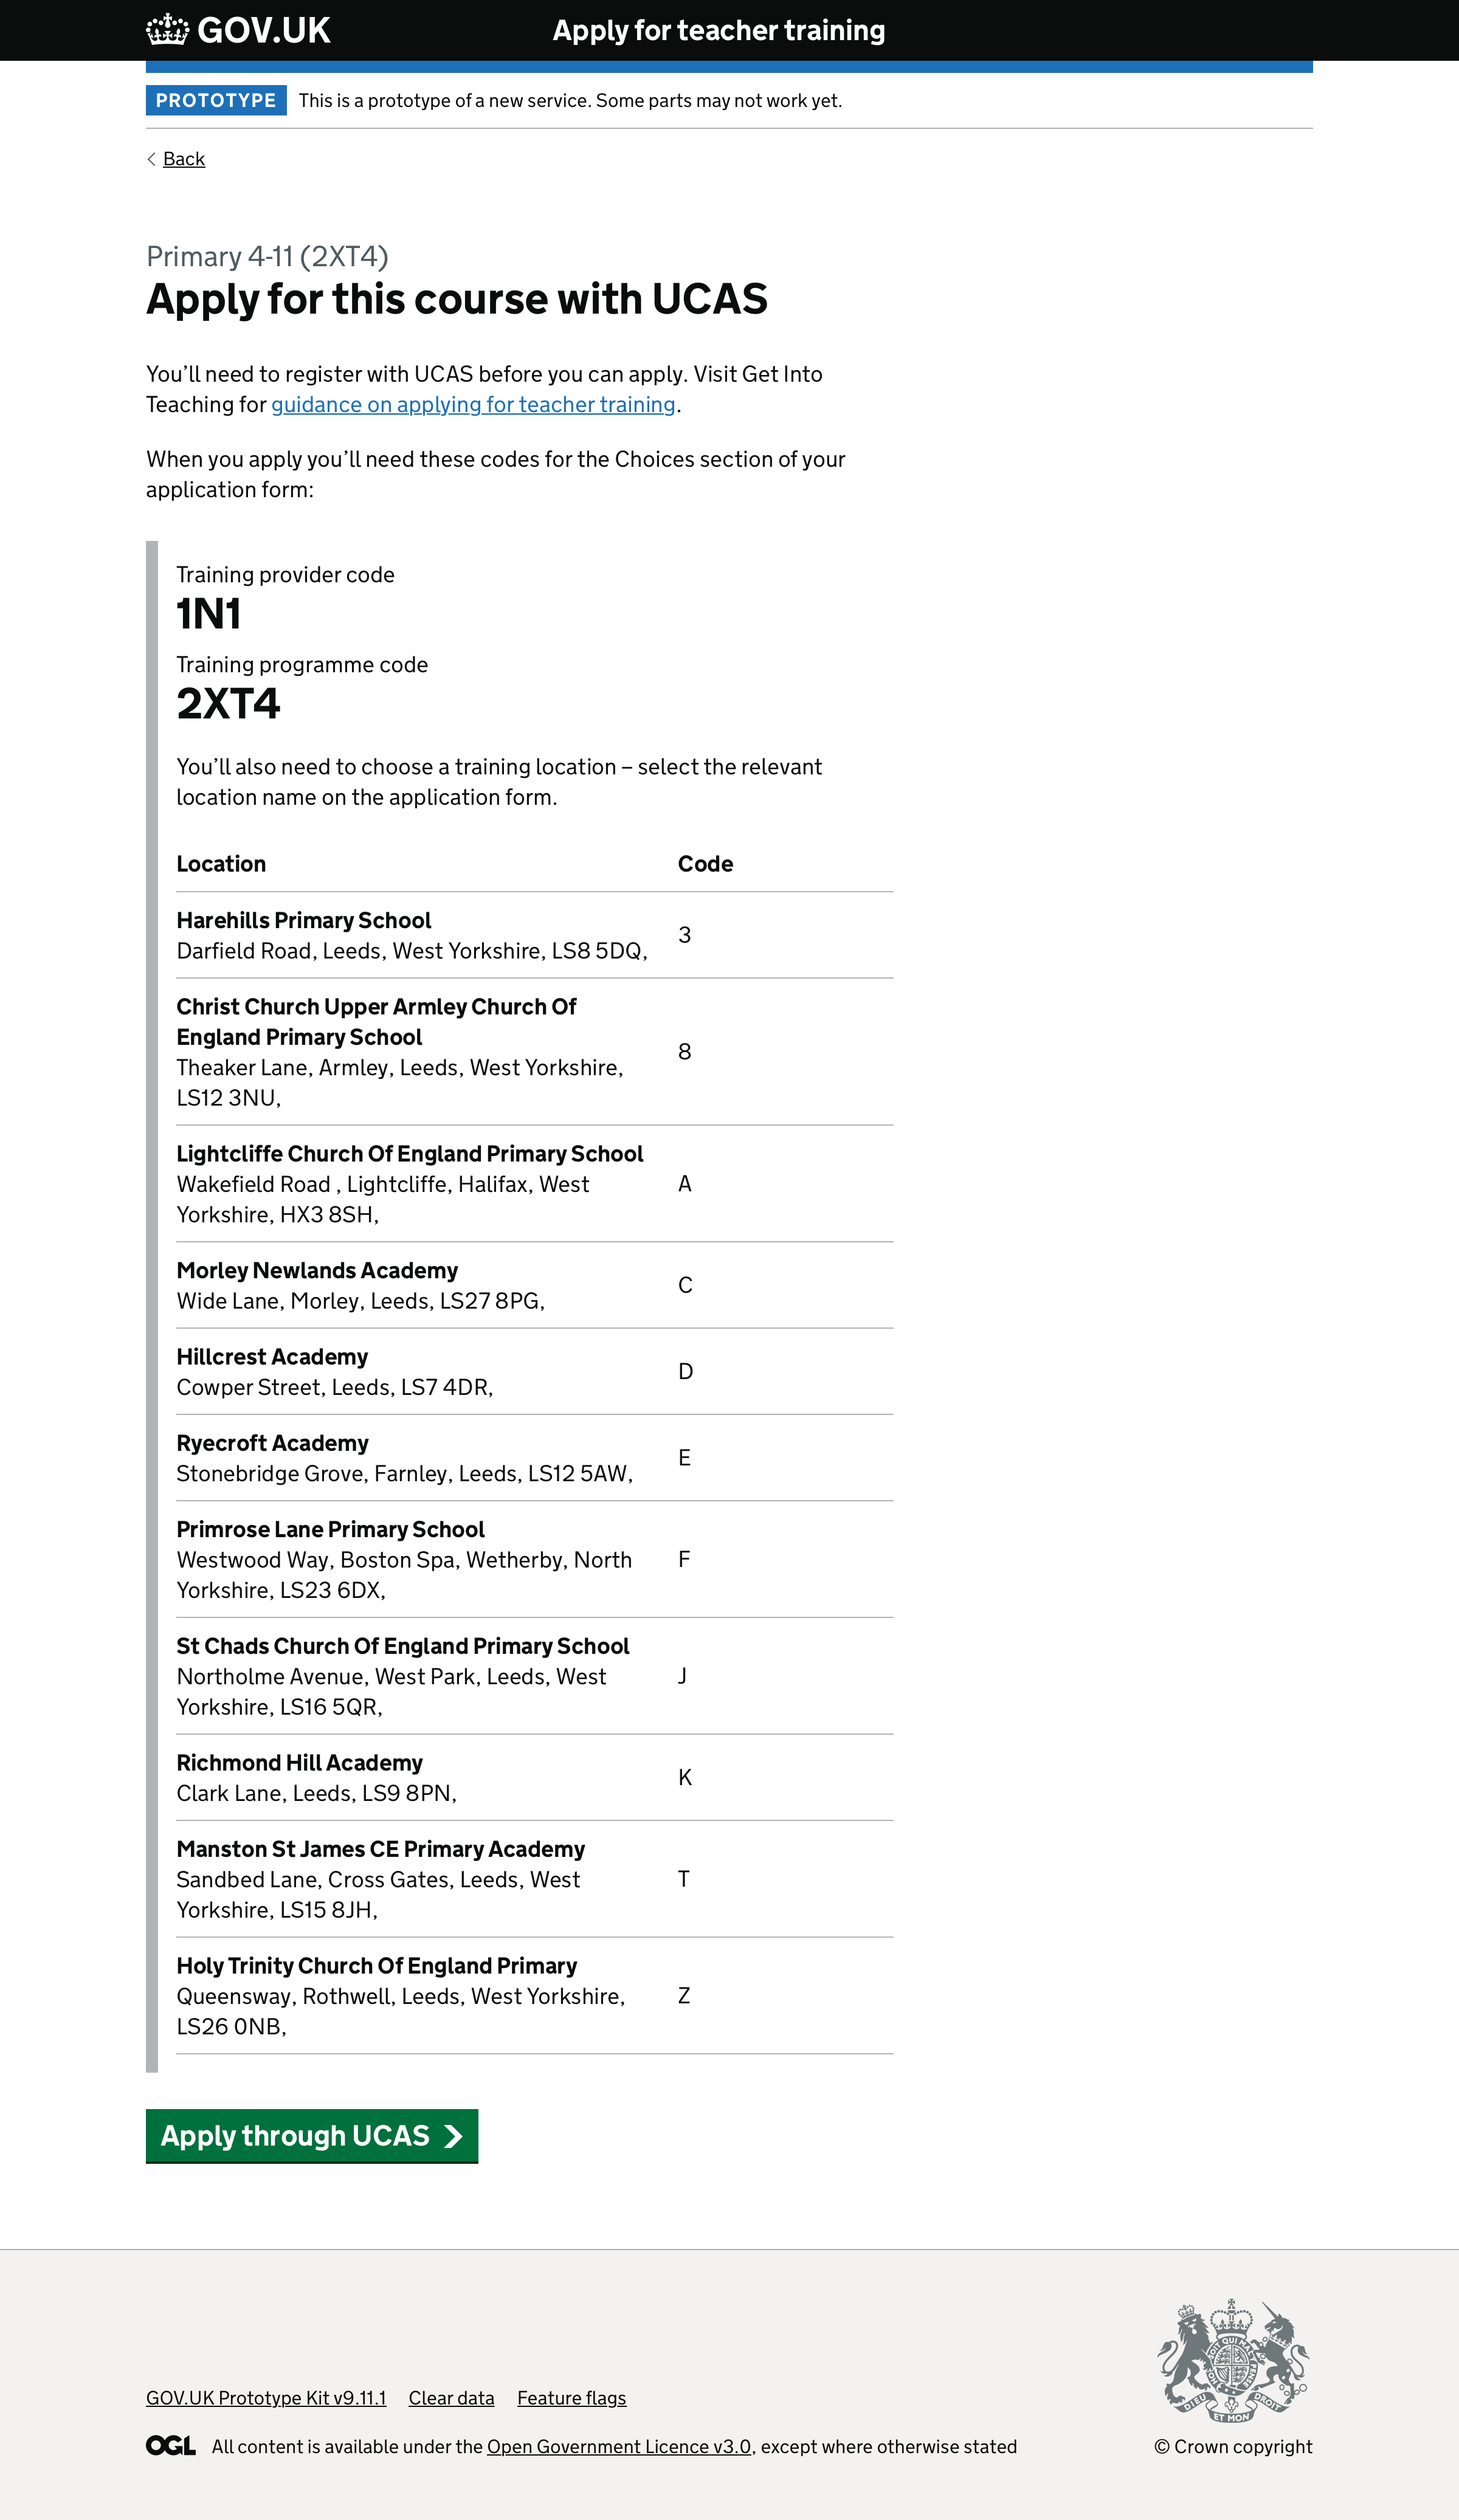 GOV.UK
Apply for teacher training
PROTOTYPE
This is a prototype of a new service. Some parts may not work yet.
Back
Primary 4-11 (2XT4)
Apply for this course with UCAS
You’ll need to register with UCAS before you can apply. Visit Get Into
Teaching for guidance on applying for teacher training.
When you apply you’ll need these codes for the Choices section of your
application form:
Training provider code
1N1
Training programme code
2XT4
You’ll also need to choose a training location – select the relevant
location name on the application form.
Location
Code
Harehills Primary School
Darfield Road, Leeds, West Yorkshire, LS8 5DQ,
3
Christ Church Upper Armley Church Of
England Primary School
Theaker Lane, Armley, Leeds, West Yorkshire,
LS12 3NU,
8
Lightcliffe Church Of England Primary School
Wakefield Road , Lightcliffe, Halifax, West
Yorkshire, HX3 8SH,
A
Morley Newlands Academy
Wide Lane, Morley, Leeds, LS27 8PG,
C
Hillcrest Academy
Cowper Street, Leeds, LS7 4DR,
D
Ryecroft Academy
Stonebridge Grove, Farnley, Leeds, LS12 5AW,
E
Primrose Lane Primary School
Westwood Way, Boston Spa, Wetherby, North
Yorkshire, LS23 6DX,
F
St Chads Church Of England Primary School
Northolme Avenue, West Park, Leeds, West
Yorkshire, LS16 5QR,
J
Richmond Hill Academy
Clark Lane, Leeds, LS9 8PN,
K
Manston St James CE Primary Academy
Sandbed Lane, Cross Gates, Leeds, West
Yorkshire, LS15 8JH,
T
Holy Trinity Church Of England Primary
Queensway, Rothwell, Leeds, West Yorkshire,
LS26 0NB,
Z
Apply through UCAS
GOV.UK Prototype Kit v9.11.1
Clear data
Feature flags
DIEU ET MON DROIT
OGL
All content is available under the Open Government Licence v3.0, except where otherwise stated
© Crown copyright